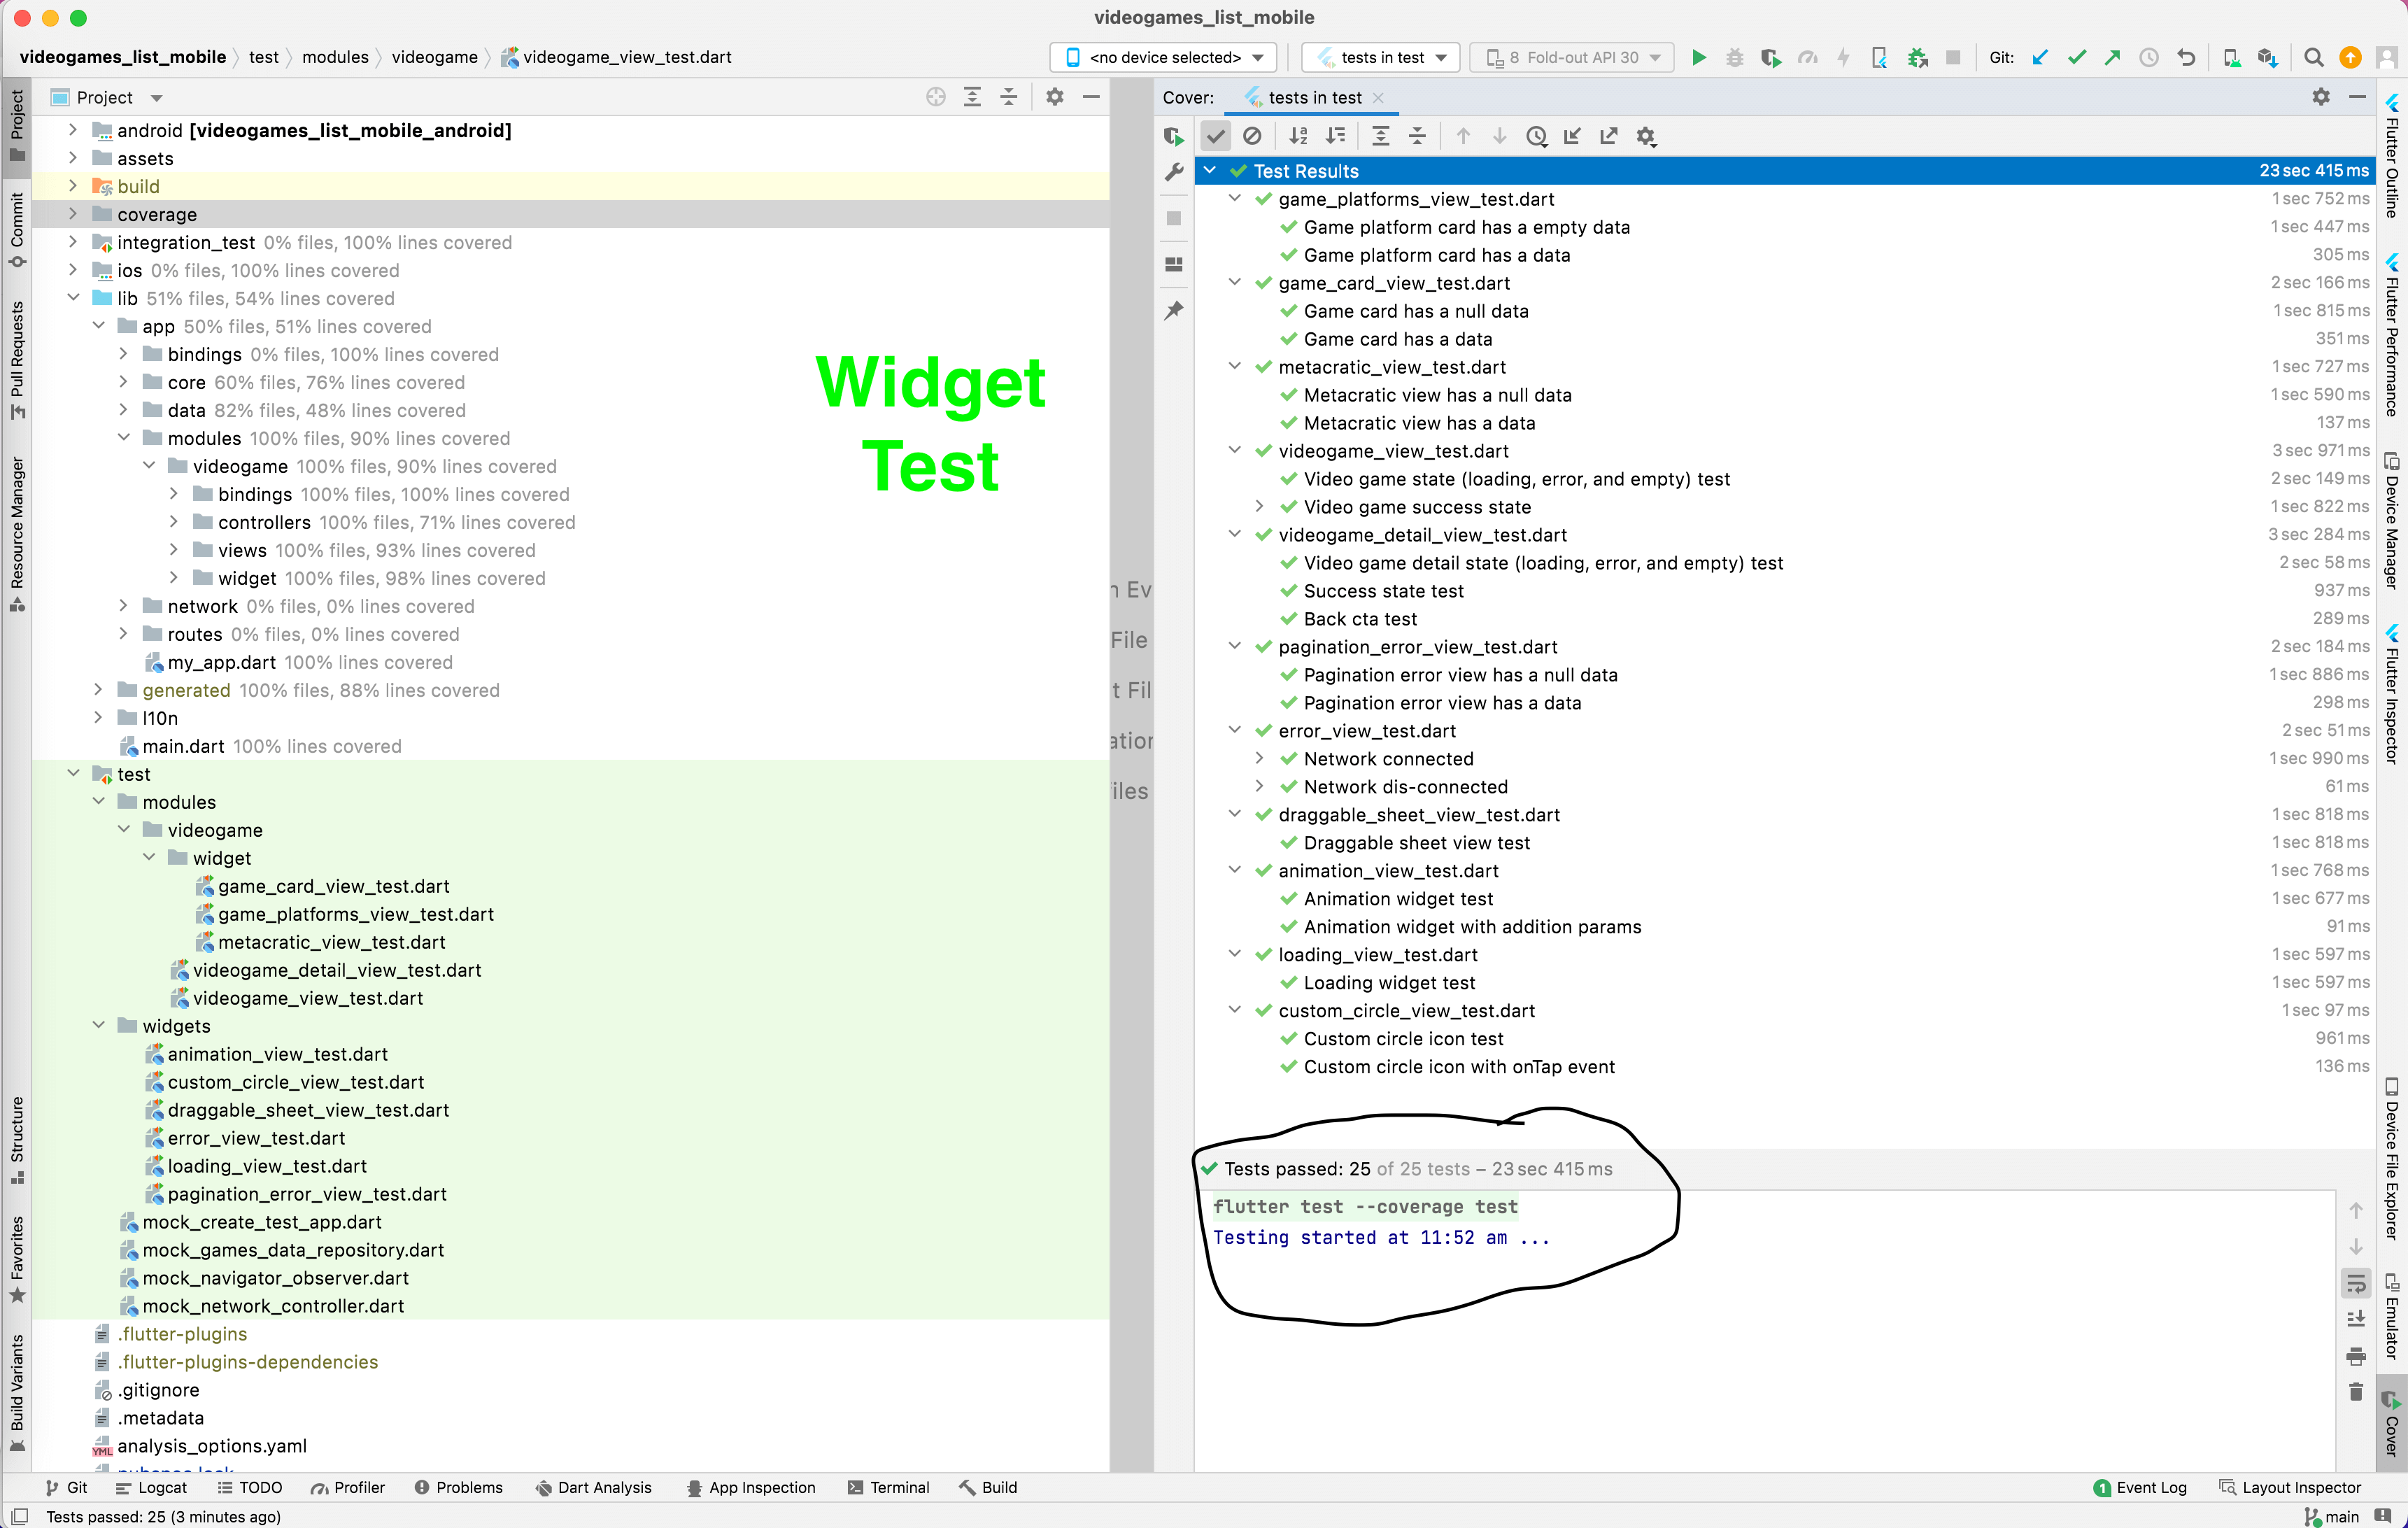 videogames_list_mobile
videogames_list_mobile
test
modules
videogame
videogame_view_test.dart
<no device selected>
tests in test
8 Fold-out API 30
Git:
Project
Commit
Pull Requests
Resource Manager
Structure
Favorites
Build Variants
Project
android [videogames_list_mobile_android]
assets
build
coverage
integration_test 0% files, 100% lines covered
ios 0% files, 100% lines covered
lib 51% files, 54% lines covered
app 50% files, 51% lines covered
bindings 0% files, 100% lines covered
core 60% files, 76% lines covered
data 82% files, 48% lines covered
modules 100% files, 90% lines covered
videogame 100% files, 90% lines covered
bindings 100% files, 100% lines covered
controllers 100% files, 71% lines covered
views 100% files, 93% lines covered
widget 100% files, 98% lines covered
network 0% files, 0% lines covered
routes 0% files, 0% lines covered
my_app.dart 100% lines covered
generated 100% files, 88% lines covered
l10n
main.dart 100% lines covered
test
modules
videogame
widget
game_card_view_test.dart
game_platforms_view_test.dart
metacratic_view_test.dart
videogame_detail_view_test.dart
videogame_view_test.dart
widgets
animation_view_test.dart
custom_circle_view_test.dart
draggable_sheet_view_test.dart
error_view_test.dart
loading_view_test.dart
pagination_error_view_test.dart
mock_create_test_app.dart
mock_games_data_repository.dart
mock_navigator_observer.dart
mock_network_controller.dart
.flutter-plugins
.flutter-plugins-dependencies
.gitignore
.metadata
YML analysis_options.yaml
Widget
Test
Ev
File
t Fil
ation
iles
Cover:
tests in test
Test Results 23 sec 415 ms
game_platforms_view_test.dart 1 sec 752 ms
Game platform card has a empty data 1 sec 447 ms
Game platform card has a data 305 ms
game_card_view_test.dart 2 sec 166 ms
Game card has a null data 1 sec 815 ms
Game card has a data 351 ms
metacratic_view_test.dart 1 sec 727 ms
Metacratic view has a null data 1 sec 590 ms
Metacratic view has a data 137 ms
videogame_view_test.dart 3 sec 971 ms
Video game state (loading, error, and empty) test 2 sec 149 ms
Video game success state 1 sec 822 ms
videogame_detail_view_test.dart 3 sec 284 ms
Video game detail state (loading, error, and empty) test 2 sec 58 ms
Success state test 937 ms
Back cta test 289 ms
pagination_error_view_test.dart 2 sec 184 ms
Pagination error view has a null data 1 sec 886 ms
Pagination error view has a data 298 ms
error_view_test.dart 2 sec 51 ms
Network connected 1 sec 990 ms
Network dis-connected 61 ms
draggable_sheet_view_test.dart 1 sec 818 ms
Draggable sheet view test 1 sec 818 ms
animation_view_test.dart 1 sec 768 ms
Animation widget test 1 sec 677 ms
Animation widget with addition params 91 ms
loading_view_test.dart 1 sec 597 ms
Loading widget test 1 sec 597 ms
custom_circle_view_test.dart 1 sec 97 ms
Custom circle icon test 961 ms
Custom circle icon with onTap event 136 ms
Tests passed: 25 of 25 tests – 23 sec 415 ms
flutter test --coverage test
Testing started at 11:52 am ...
Flutter Outline
Flutter Performance
Device Manager
Flutter Inspector
Device File Explorer
Emulator
Cover
Git
Logcat
TODO
Profiler
Problems
Dart Analysis
App Inspection
Terminal
Build
1 Event Log
Layout Inspector
Tests passed: 25 (3 minutes ago)
main